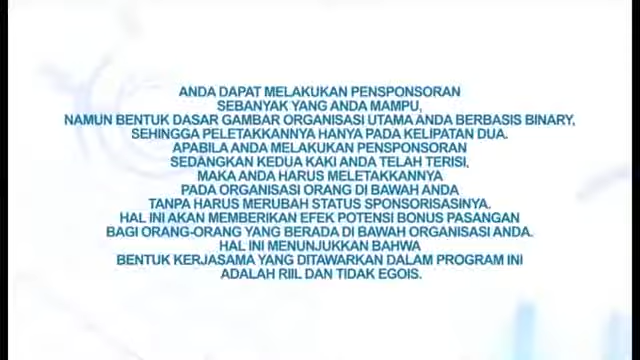 ANDA DAPAT MELAKUKAN PENSPONSORAN
SEBANYAK YANG ANDA MAMPU,
NAMUN BENTUK DASAR GAMBAR ORGANISASI UTAMA ANDA BERBASIS BINARY,
SEHINGGA PELETAKKANNYA HANYA PADA KELIPATAN DUA.
APABILA ANDA MELAKUKAN PENSPONSORAN
SEDANGKAN KEDUA KAKI ANDA TELAH TERISI,
MAKA ANDA HARUS MELETAKKANNYA
PADA ORGANISASI ORANG DI BAWAH ANDA
TANPA HARUS MERUBAH STATUS SPONSORISASINYA.
HAL INI AKAN MEMBERIKAN EFEK POTENSI BONUS PASANGAN
BAGI ORANG-ORANG YANG BERADA DI BAWAH ORGANISASI ANDA.
HAL INI MENUNJUKKAN BAHWA
BENTUK KERJASAMA YANG DITAWARKAN DALAM PROGRAM INI
ADALAH RIIL DAN TIDAK EGOIS.